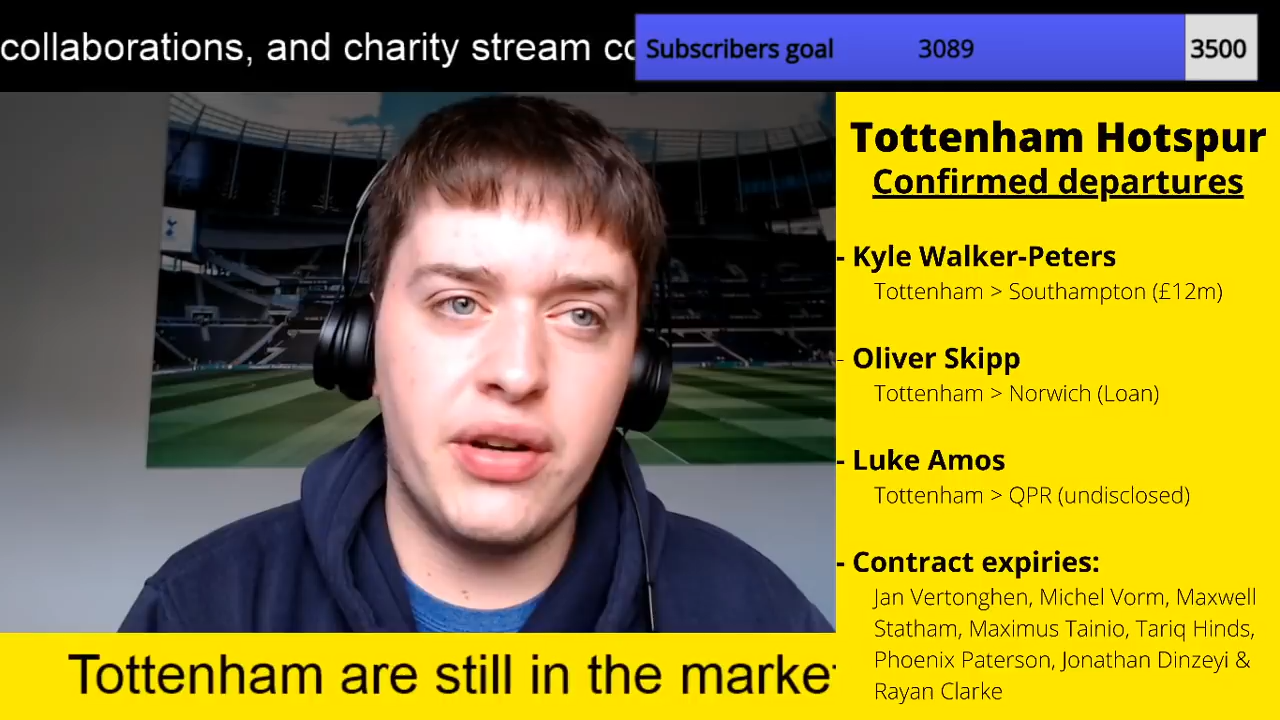 collaborations, and charity stream co
Subscribers goal 3089 3500
Tottenham Hotspur
Confirmed departures
- Kyle Walker-Peters
Tottenham > Southampton (£12m)
- Oliver Skipp
Tottenham > Norwich (Loan)
- Luke Amos
Tottenham > QPR (undisclosed)
- Contract expiries:
Jan Vertonghen, Michel Vorm, Maxwell
Statham, Maximus Tainio, Tariq Hinds,
Phoenix Paterson, Jonathan Dinzeyi &
Rayan Clarke
Tottenham are still in the marke